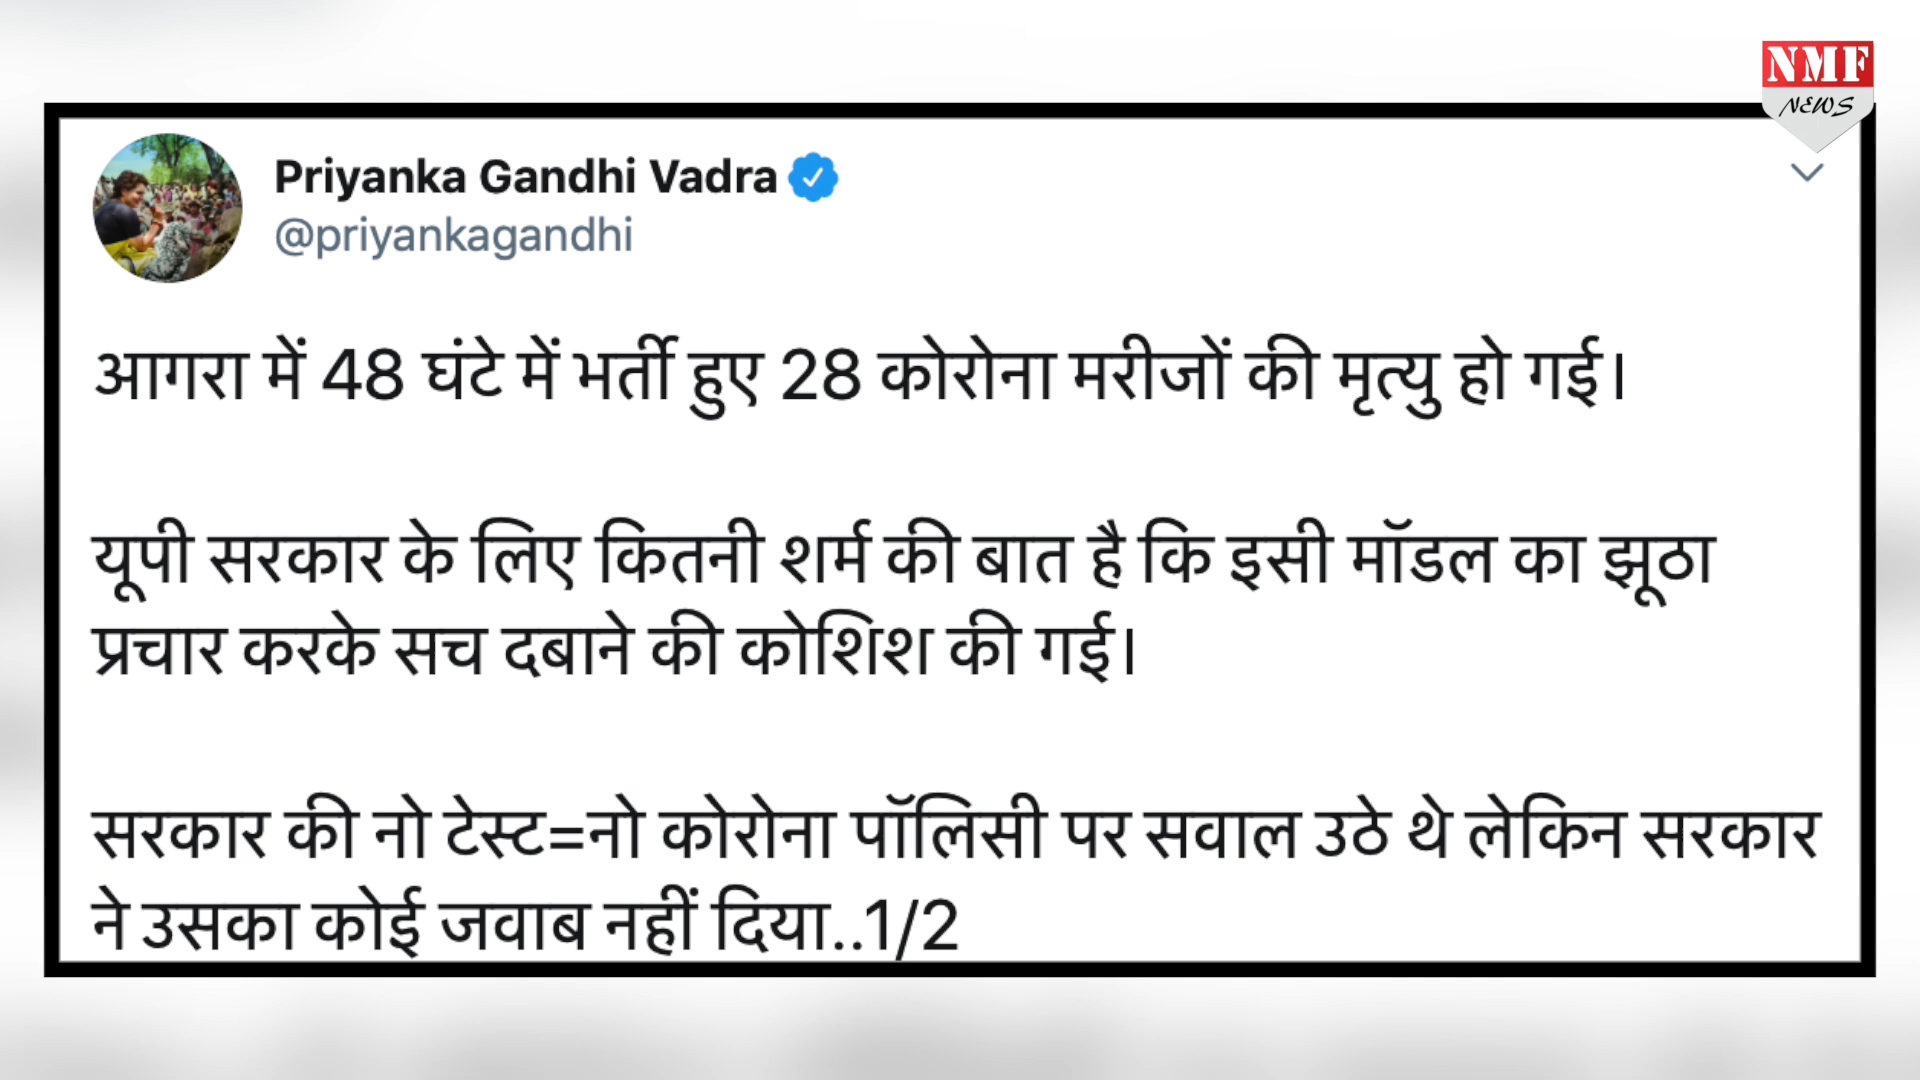 NMF
NEWS
Priyanka Gandhi Vadra
@priyankagandhi
आगरा में 48 घंटे में भर्ती हुए 28 कोरोना मरीजों की मृत्यु हो गई।
यूपी सरकार के लिए कितनी शर्म की बात है कि इसी मॉडल का झूठा
प्रचार करके सच दबाने की कोशिश की गई।
सरकार की नो टेस्ट=नो कोरोना पॉलिसी पर सवाल उठे थे लेकिन सरकार
ने उसका कोई जवाब नहीं दिया..1/2